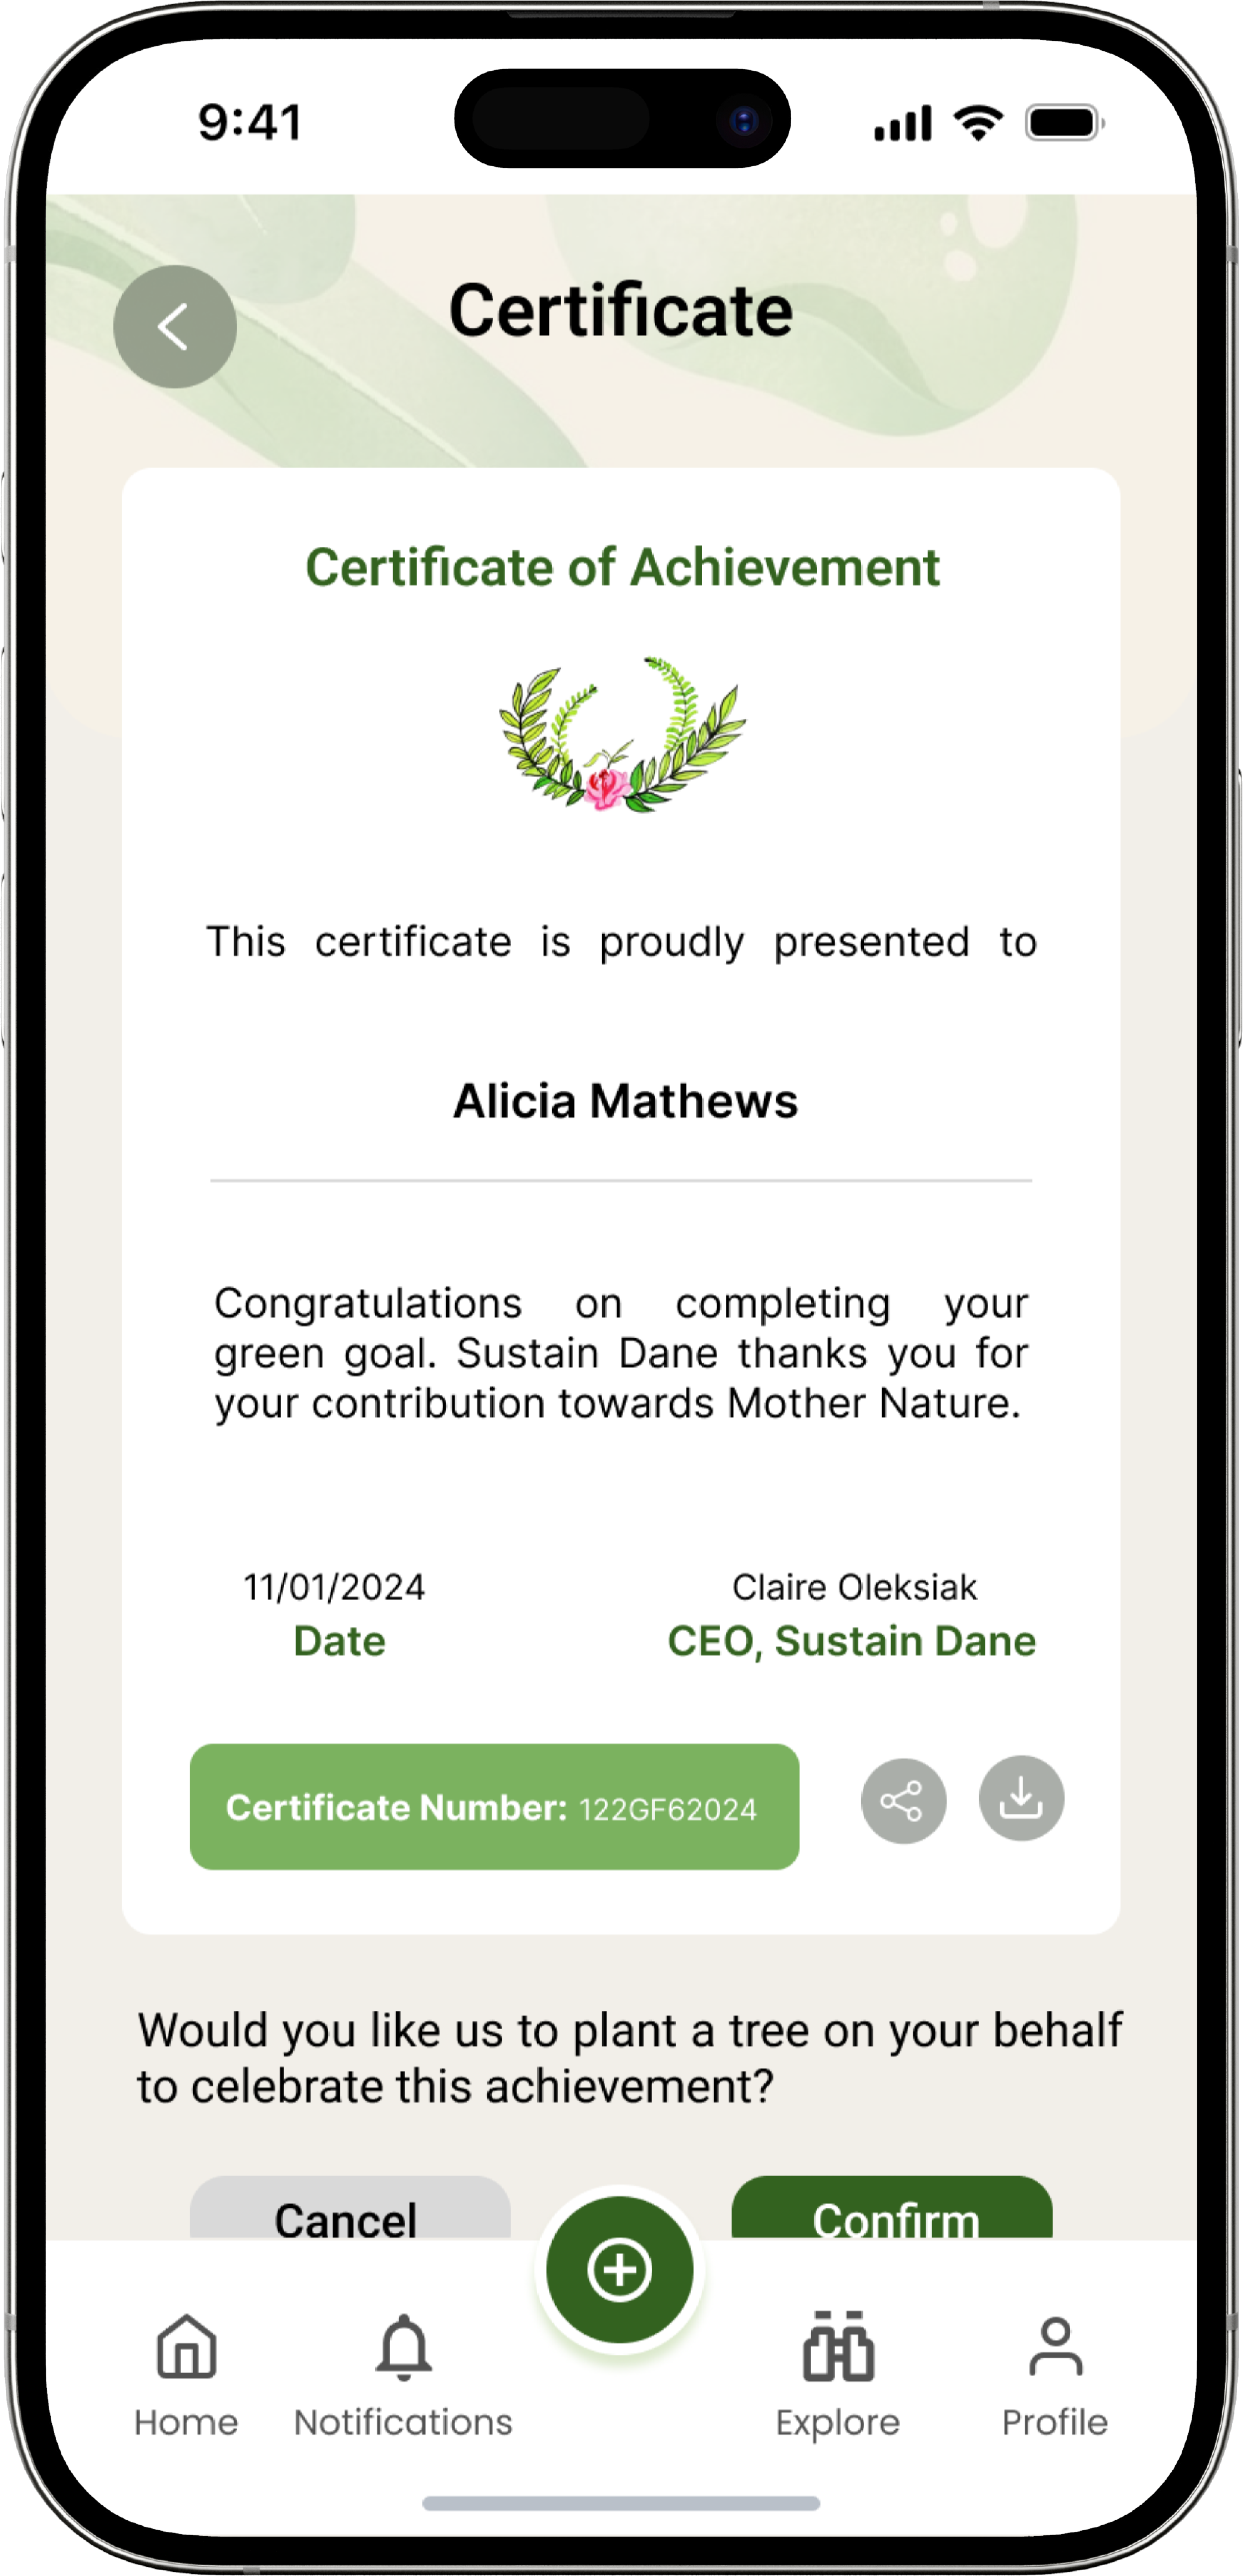 9:41
Certificate
Certificate of Achievement
This certificate is proudly presented to
Alicia Mathews
Congratulations on completing your
green goal. Sustain Dane thanks you for
your contribution towards Mother Nature.
11/01/2024
Date
Claire Oleksiak
CEO, Sustain Dane
Certificate Number: 122GF62024
Would you like us to plant a tree on your behalf
to celebrate this achievement?
Cancel
Confirm
Home
Notifications
Explore
Profile